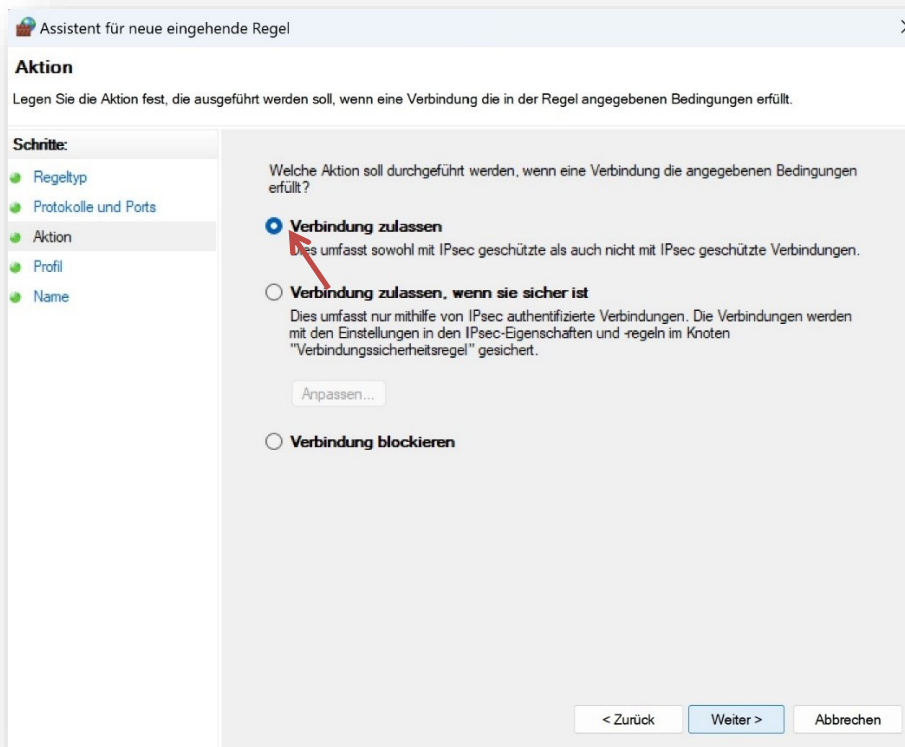 Assistent für neue eingehende Regel
Aktion
Legen Sie die Aktion fest, die ausgeführt werden soll, wenn eine Verbindung die in der Regel angegebenen Bedingungen erfüllt.
Schritte:
Regeltyp
Protokolle und Ports
Aktion
Profil
Name
Welche Aktion soll durchgeführt werden, wenn eine Verbindung die angegebenen Bedingungen
erfüllt?
Verbindung zulassen
Dies umfasst sowohl mit IPsec geschützte als auch nicht mit IPsec geschützte Verbindungen.
Verbindung zulassen, wenn sie sicher ist
Dies umfasst nur mithilfe von IPsec authentifizierte Verbindungen. Die Verbindungen werden
mit den Einstellungen in den IPsec-Eigenschaften und -regeln im Knoten
"Verbindungssicherheitsregel" gesichert.
Anpassen...
Verbindung blockieren
< Zurück
Weiter >
Abbrechen